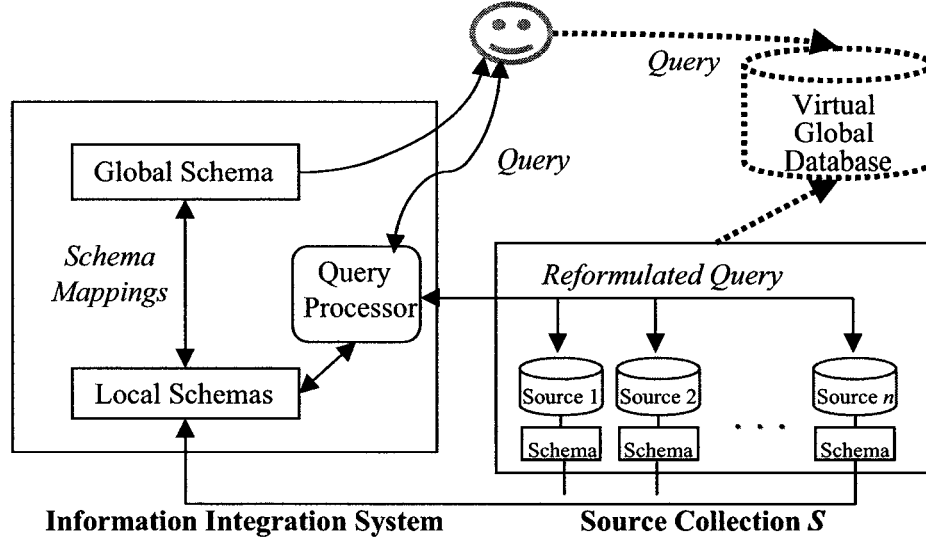 Query
Virtual
Global
Database
Global Schema
Query
Schema
Mappings
Query
Processor
Reformulated Query
Local Schemas
Source 1
Source 2
Source n
. . .
Schema
Schema
Schema
Information Integration System
Source Collection S